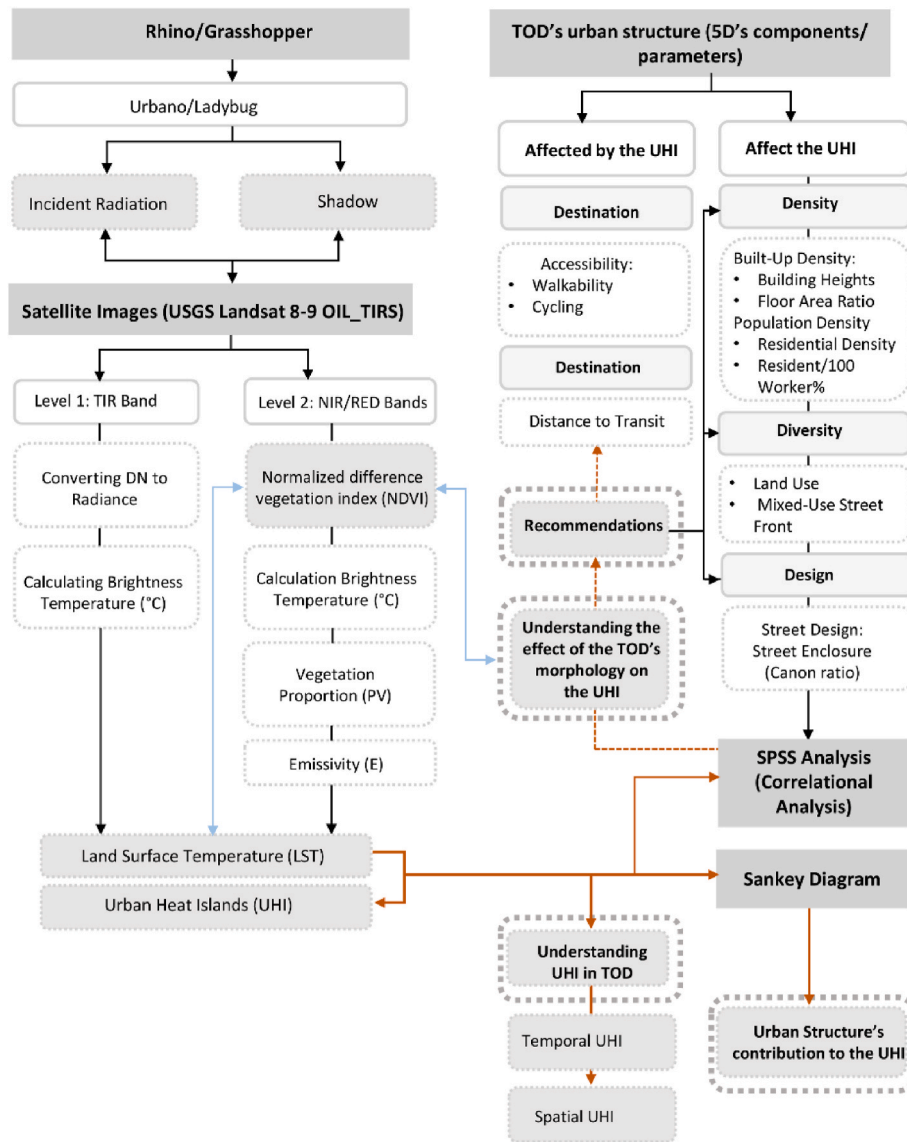 Rhino/Grasshopper
Urbano/Ladybug
Incident Radiation
Shadow
Satellite Images (USGS Landsat 8-9 OIL_TIRS)
Level 1: TIR Band
Level 2: NIR/RED Bands
Converting DN to
Radiance
Normalized difference
vegetation index (NDVI)
Calculating Brightness
Temperature (°C)
Calculation Brightness
Temperature (°C)
Vegetation
Proportion (PV)
Emissivity (E)
Land Surface Temperature (LST)
Urban Heat Islands (UHI)
TOD's urban structure (5D's components/
parameters)
Affected by the UHI
Affect the UHI
Destination
Accessibility:
• Walkability
• Cycling
Destination
Distance to Transit
Recommendations
Understanding the
effect of the TOD's
morphology on
the UHI
Density
Built-Up Density:
• Building Heights
• Floor Area Ratio
Population Density
• Residential Density
• Resident/100
Worker%
Diversity
• Land Use
• Mixed-Use Street
Front
Design
Street Design:
Street Enclosure
(Canon ratio)
SPSS Analysis
(Correlational
Analysis)
Sankey Diagram
Understanding
UHI in TOD
Temporal UHI
Spatial UHI
Urban Structure's
contribution to the UHI